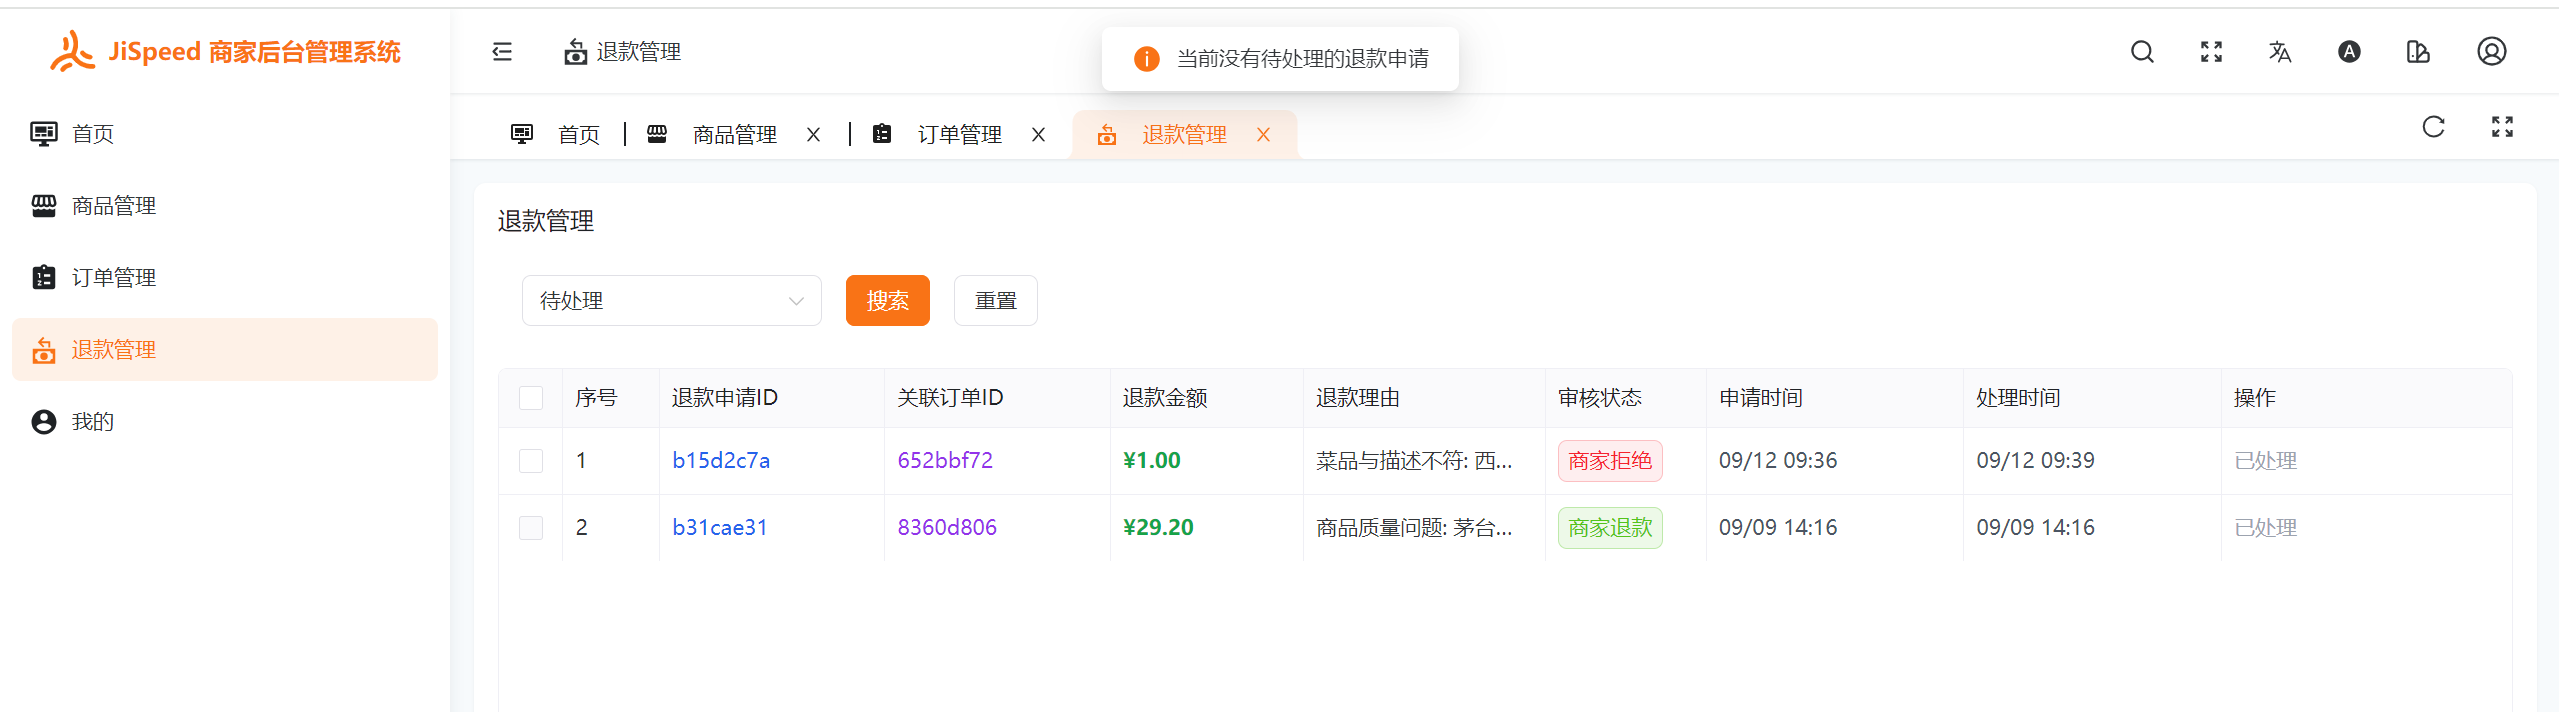 JiSpeed 商家后台管理系统
退款管理
当前没有待处理的退款申请
首页
商品管理
订单管理
退款管理
我的
首页
商品管理
订单管理
退款管理
退款管理
待处理
搜索
重置
序号 退款申请ID 关联订单ID 退款金额 退款理由 审核状态 申请时间 处理时间 操作
1 b15d2c7a 652bbf72 ¥1.00 菜品与描述不符: 西... 商家拒绝 09/12 09:36 09/12 09:39 已处理
2 b31cae31 8360d806 ¥29.20 商品质量问题: 茅台... 商家退款 09/09 14:16 09/09 14:16 已处理